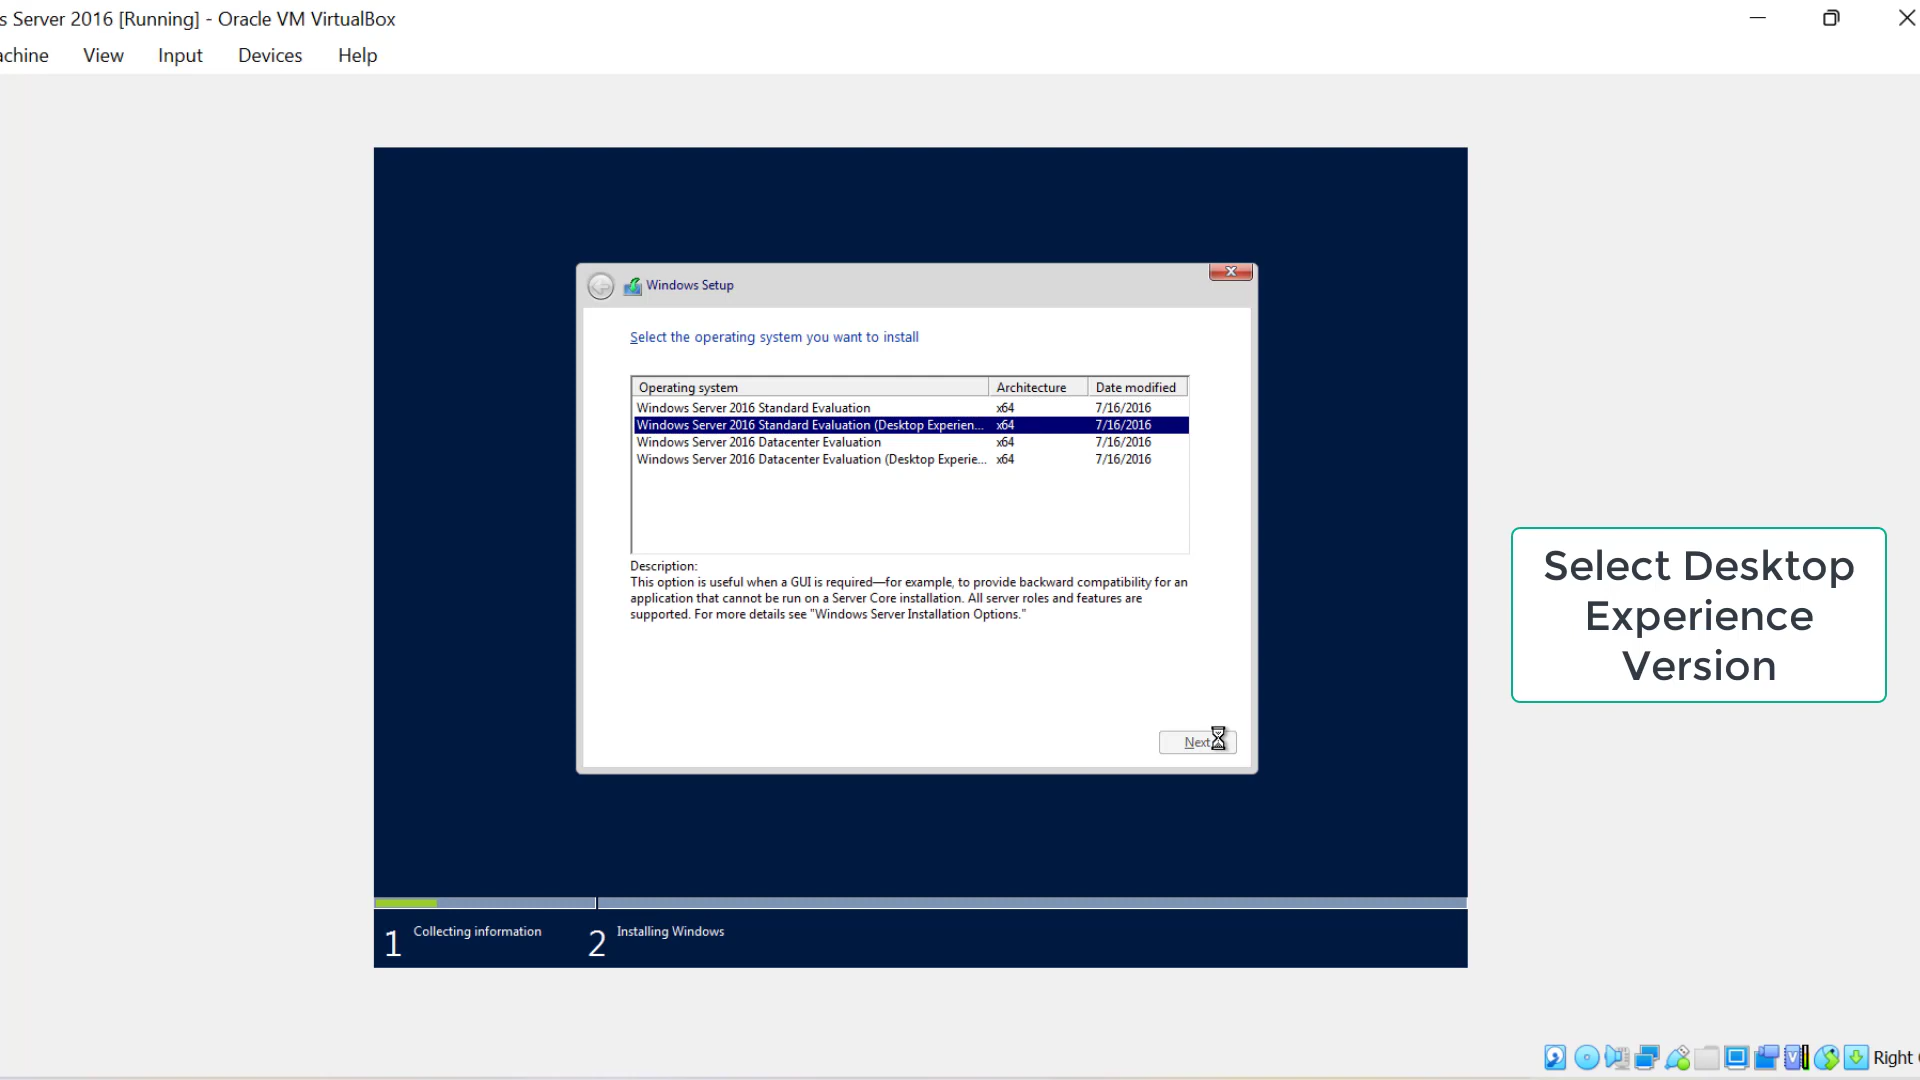 s Server 2016 [Running] - Oracle VM VirtualBox
achine View Input Devices Help
Windows Setup
Select the operating system you want to install
Operating system Architecture Date modified
Windows Server 2016 Standard Evaluation x64 7/16/2016
Windows Server 2016 Standard Evaluation (Desktop Experien... x64 7/16/2016
Windows Server 2016 Datacenter Evaluation x64 7/16/2016
Windows Server 2016 Datacenter Evaluation (Desktop Experie... x64 7/16/2016
Description:
This option is useful when a GUI is required—for example, to provide backward compatibility for an
application that cannot be run on a Server Core installation. All server roles and features are
supported. For more details see "Windows Server Installation Options."
Next
Select Desktop
Experience
Version
1 Collecting information 2 Installing Windows
Right